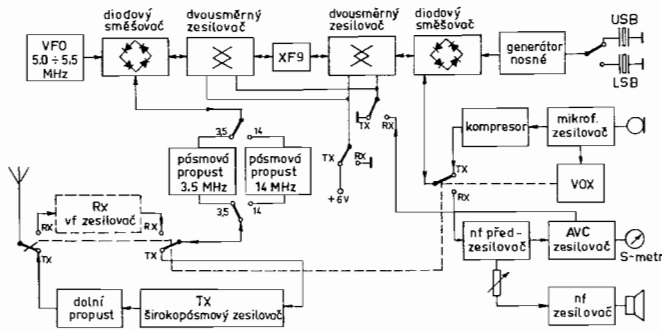 diodový
směšovač
dvousměrný
zesilovač
dvousměrný
zesilovač
diodový
směšovač
USB
VFO
5.0 ÷ 5.5
MHz
XF9
generátor
nosné
LSB
TX
RX
3,5
14
kompresor
mikrof.
zesilovač
TX
pásmová
propust
3.5 MHz
pásmová
propust
14 MHz
TX
RX
+6V
VOX
RX
Rx
vf zesilovač
RX
RX
3,5
14
TX
TX
nf před-
zesilovač
AVC
zesilovač
S-metr
dolní
propust
TX
širokopásmový zesilovač
nf
zesilovač